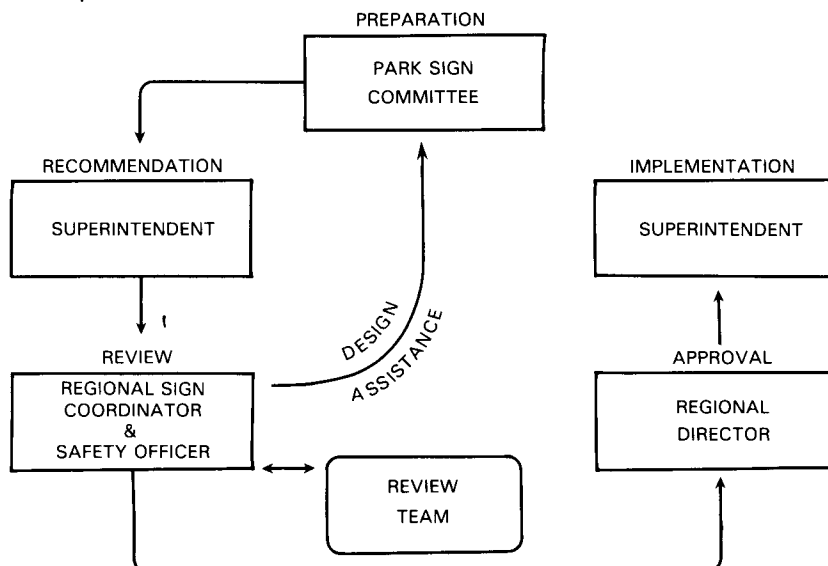 PREPARATION
PARK SIGN
COMMITTEE
RECOMMENDATION
SUPERINTENDENT
IMPLEMENTATION
SUPERINTENDENT
DESIGN
ASSISTANCE
REVIEW
REGIONAL SIGN
COORDINATOR
&
SAFETY OFFICER
REVIEW
TEAM
APPROVAL
REGIONAL
DIRECTOR